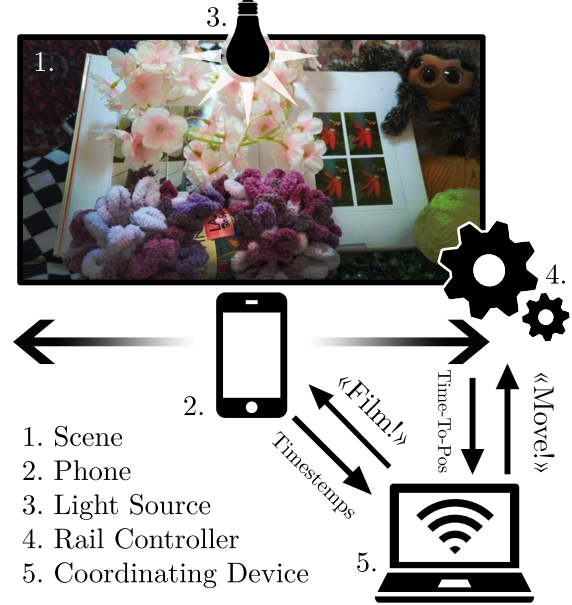 3.
1.
4.
2.
«Film!»
Timestemps
Time-To-Pos
«Move!»
1. Scene
2. Phone
3. Light Source
4. Rail Controller
5. Coordinating Device
5.